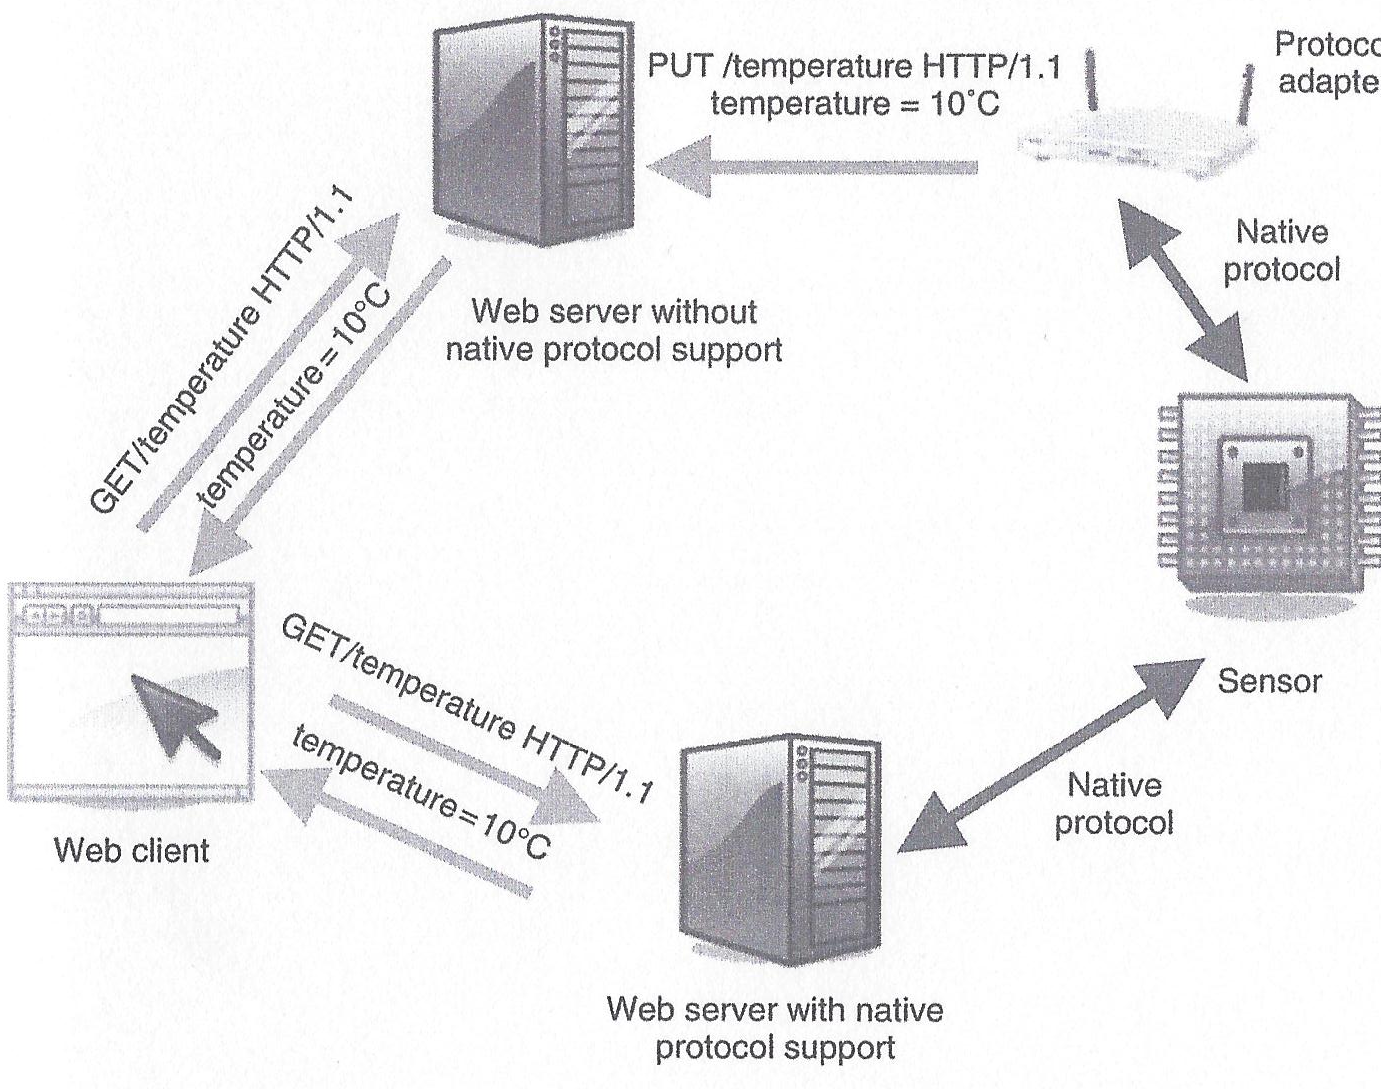 PUT /temperature HTTP/1.1
temperature = 10°C
Protoc
adapte
GET/temperature HTTP/1.1
temperature = 10°C
Native
protocol
Web server without
native protocol support
GET/temperature HTTP/1.1
temperature=10°C
Sensor
Native
protocol
Web client
Web server with native
protocol support